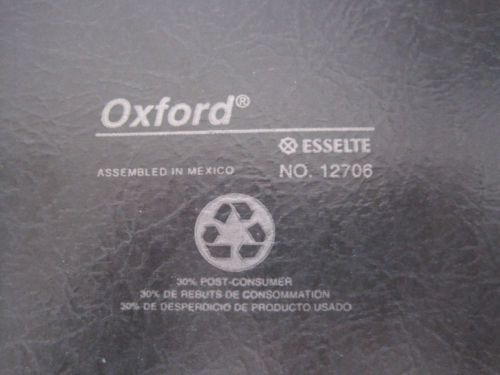 Oxford®
ESSELTE
ASSEMBLED IN MEXICO NO. 12706
30% POST-CONSUMER
30% DE REBUTS DE CONSOMMATION
30% DE DESPERDICIO DE PRODUCTO USADO